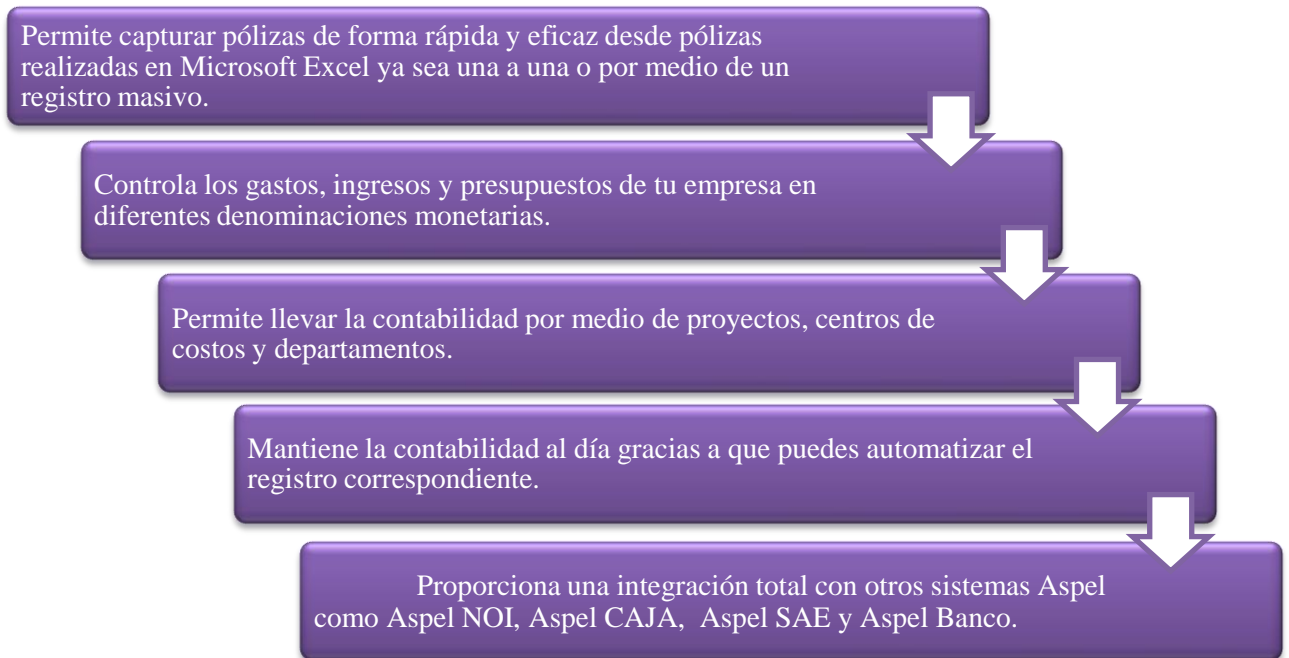 Permite capturar pólizas de forma rápida y eficaz desde pólizas
realizadas en Microsoft Excel ya sea una a una o por medio de un
registro masivo.
Controla los gastos, ingresos y presupuestos de tu empresa en
diferentes denominaciones monetarias.
Permite llevar la contabilidad por medio de proyectos, centros de
costos y departamentos.
Mantiene la contabilidad al día gracias a que puedes automatizar el
registro correspondiente.
Proporciona una integración total con otros sistemas Aspel
como Aspel NOI, Aspel CAJA, Aspel SAE y Aspel Banco.